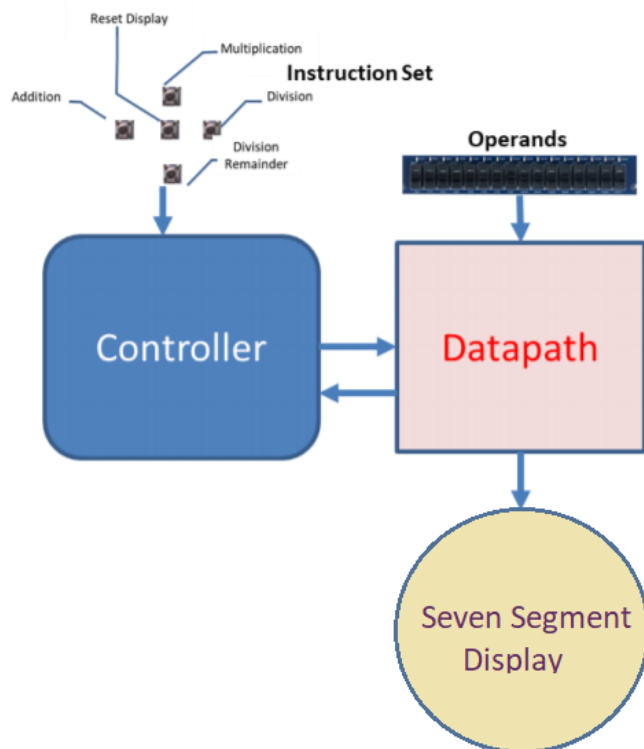 Reset Display
Multiplication
Instruction Set
Addition
Division
Division
Remainder
Operands
Controller
Datapath
Seven Segment
Display